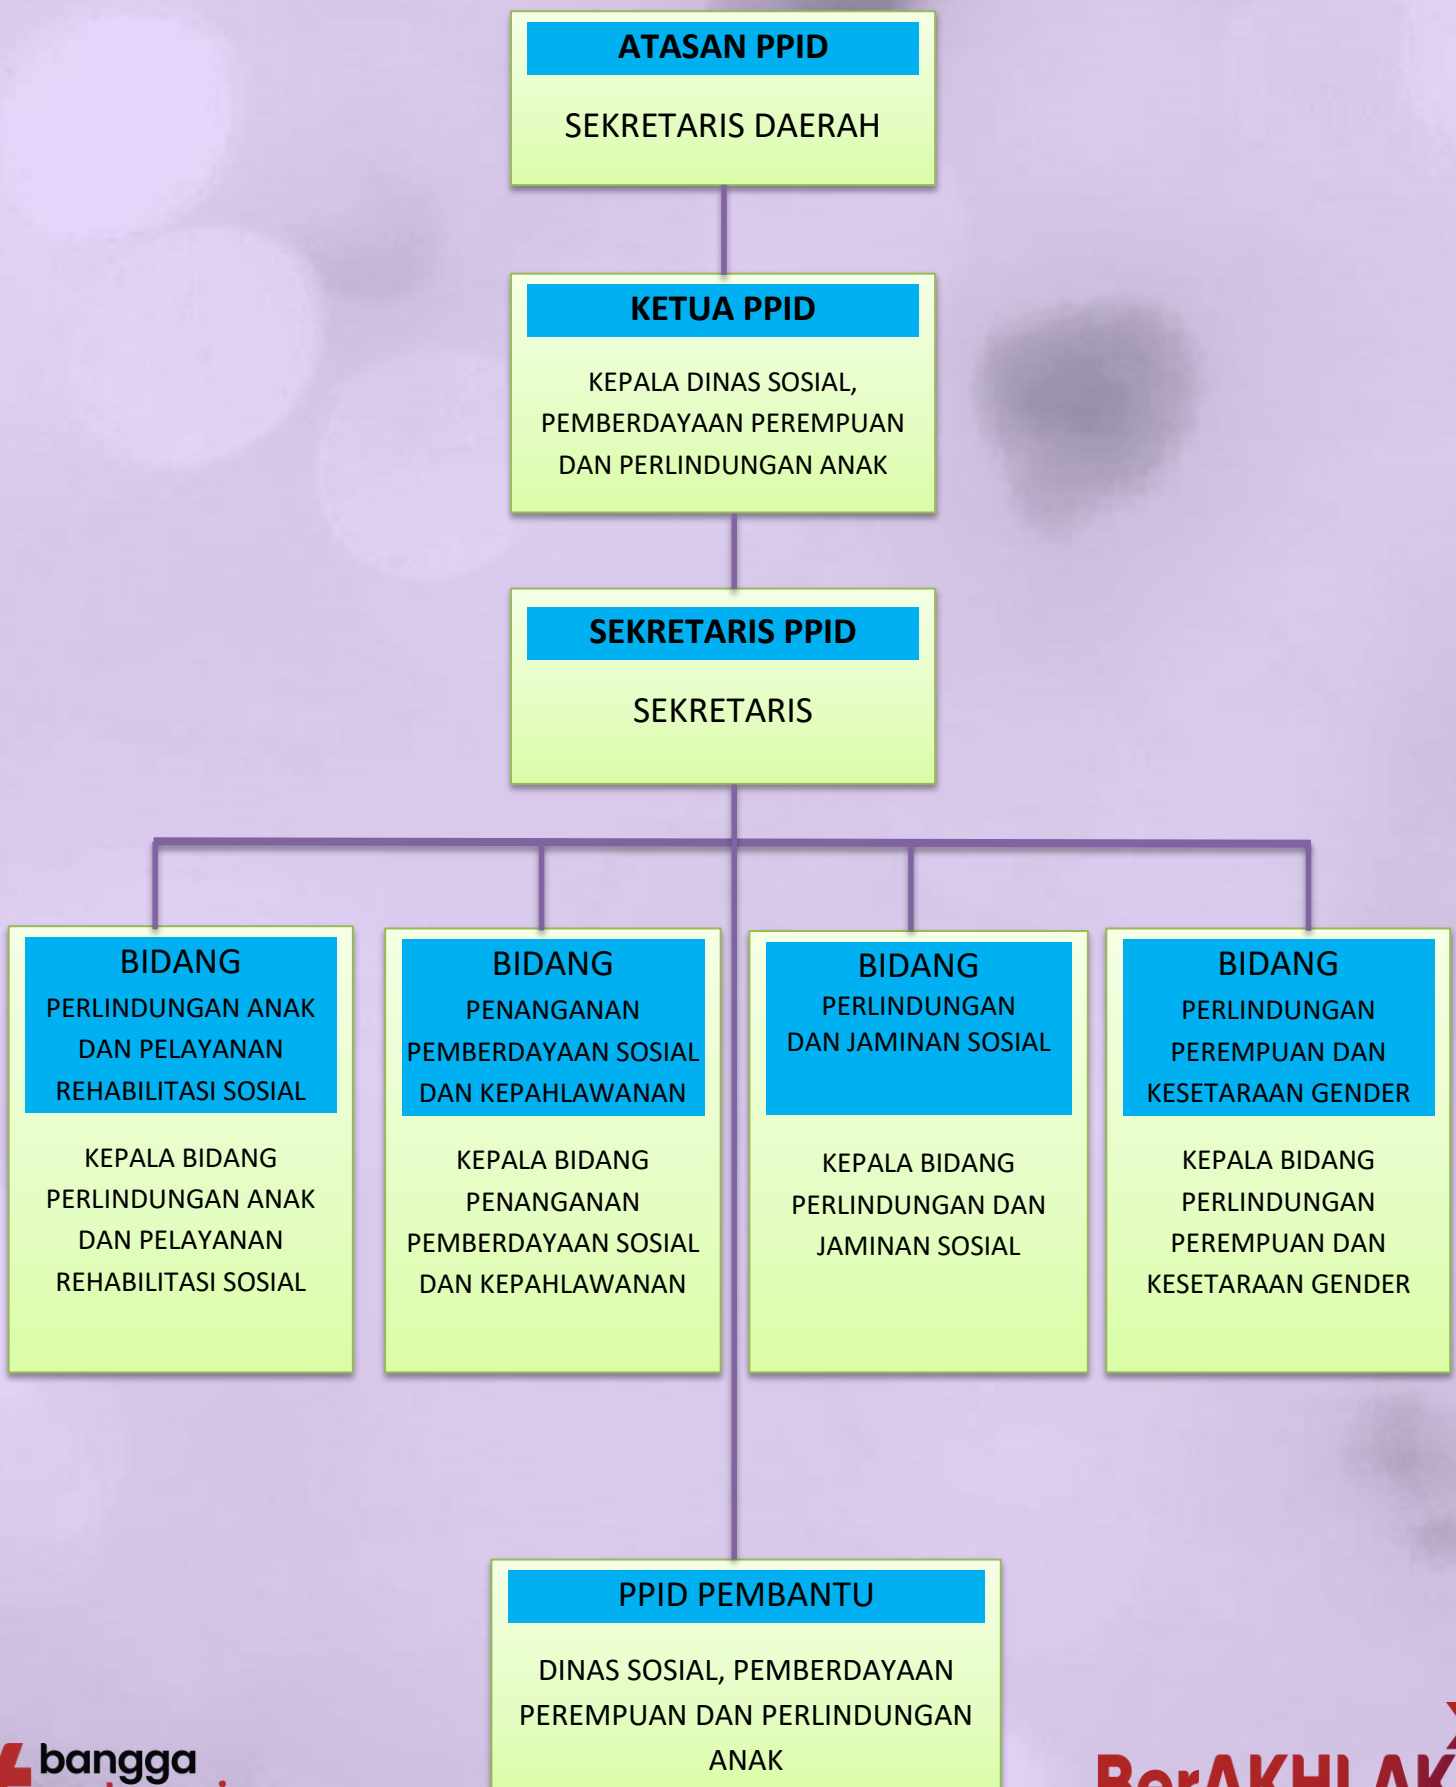 ATASAN PPID
SEKRETARIS DAERAH
KETUA PPID
KEPALA DINAS SOSIAL,
PEMBERDAYAAN PEREMPUAN
DAN PERLINDUNGAN ANAK
SEKRETARIS PPID
SEKRETARIS
BIDANG
PERLINDUNGAN ANAK
DAN PELAYANAN
REHABILITASI SOSIAL
KEPALA BIDANG
PERLINDUNGAN ANAK
DAN PELAYANAN
REHABILITASI SOSIAL
BIDANG
PENANGANAN
PEMBERDAYAAN SOSIAL
DAN KEPAHLAWANAN
KEPALA BIDANG
PENANGANAN
PEMBERDAYAAN SOSIAL
DAN KEPAHLAWANAN
BIDANG
PERLINDUNGAN
DAN JAMINAN SOSIAL
KEPALA BIDANG
PERLINDUNGAN DAN
JAMINAN SOSIAL
BIDANG
PERLINDUNGAN
PEREMPUAN DAN
KESETARAAN GENDER
KEPALA BIDANG
PERLINDUNGAN
PEREMPUAN DAN
KESETARAAN GENDER
PPID PEMBANTU
DINAS SOSIAL, PEMBERDAYAAN
PEREMPUAN DAN PERLINDUNGAN
ANAK
bangga
BerAKHLAK